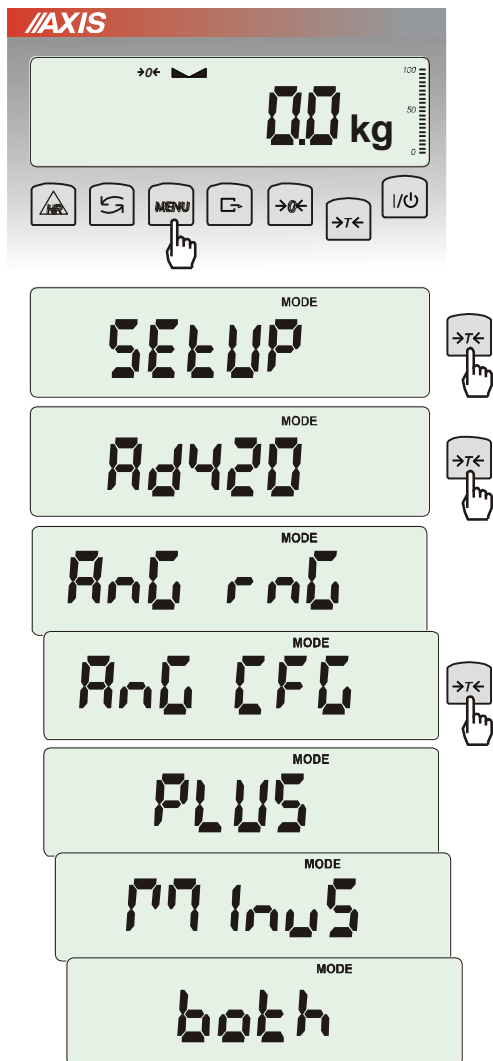 AXIS
→0← 100
50
0.0 kg
0
HR MENU →0← →T← I/⏻
MODE
SEtUP
→T←
MODE
Ad420
→T←
MODE
AnG rnG
MODE
AnG CFG
→T←
MODE
PLUS
MODE
MInuS
MODE
both